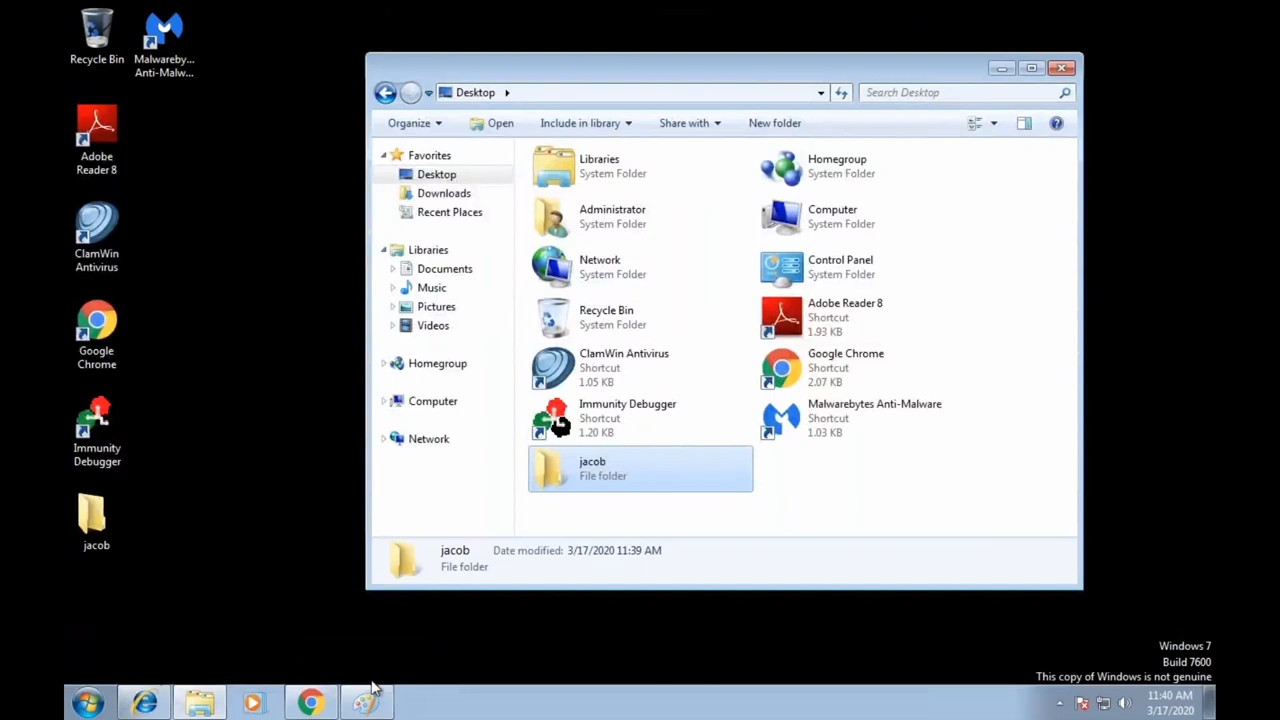 Recycle Bin
Malwareby...
Anti-Malw...
Adobe
Reader 8
ClamWin
Antivirus
Google
Chrome
Immunity
Debugger
jacob
Desktop
Search Desktop
Organize
Open
Include in library
Share with
New folder
Favorites
Desktop
Downloads
Recent Places
Libraries
Documents
Music
Pictures
Videos
Homegroup
Computer
Network
Libraries
System Folder
Homegroup
System Folder
Administrator
System Folder
Computer
System Folder
Network
System Folder
Control Panel
System Folder
Recycle Bin
System Folder
Adobe Reader 8
Shortcut
1.93 KB
ClamWin Antivirus
Shortcut
1.05 KB
Google Chrome
Shortcut
2.07 KB
Immunity Debugger
Shortcut
1.20 KB
Malwarebytes Anti-Malware
Shortcut
1.03 KB
jacob
File folder
jacob Date modified: 3/17/2020 11:39 AM
File folder
Windows 7
Build 7600
This copy of Windows is not genuine
11:40 AM
3/17/2020